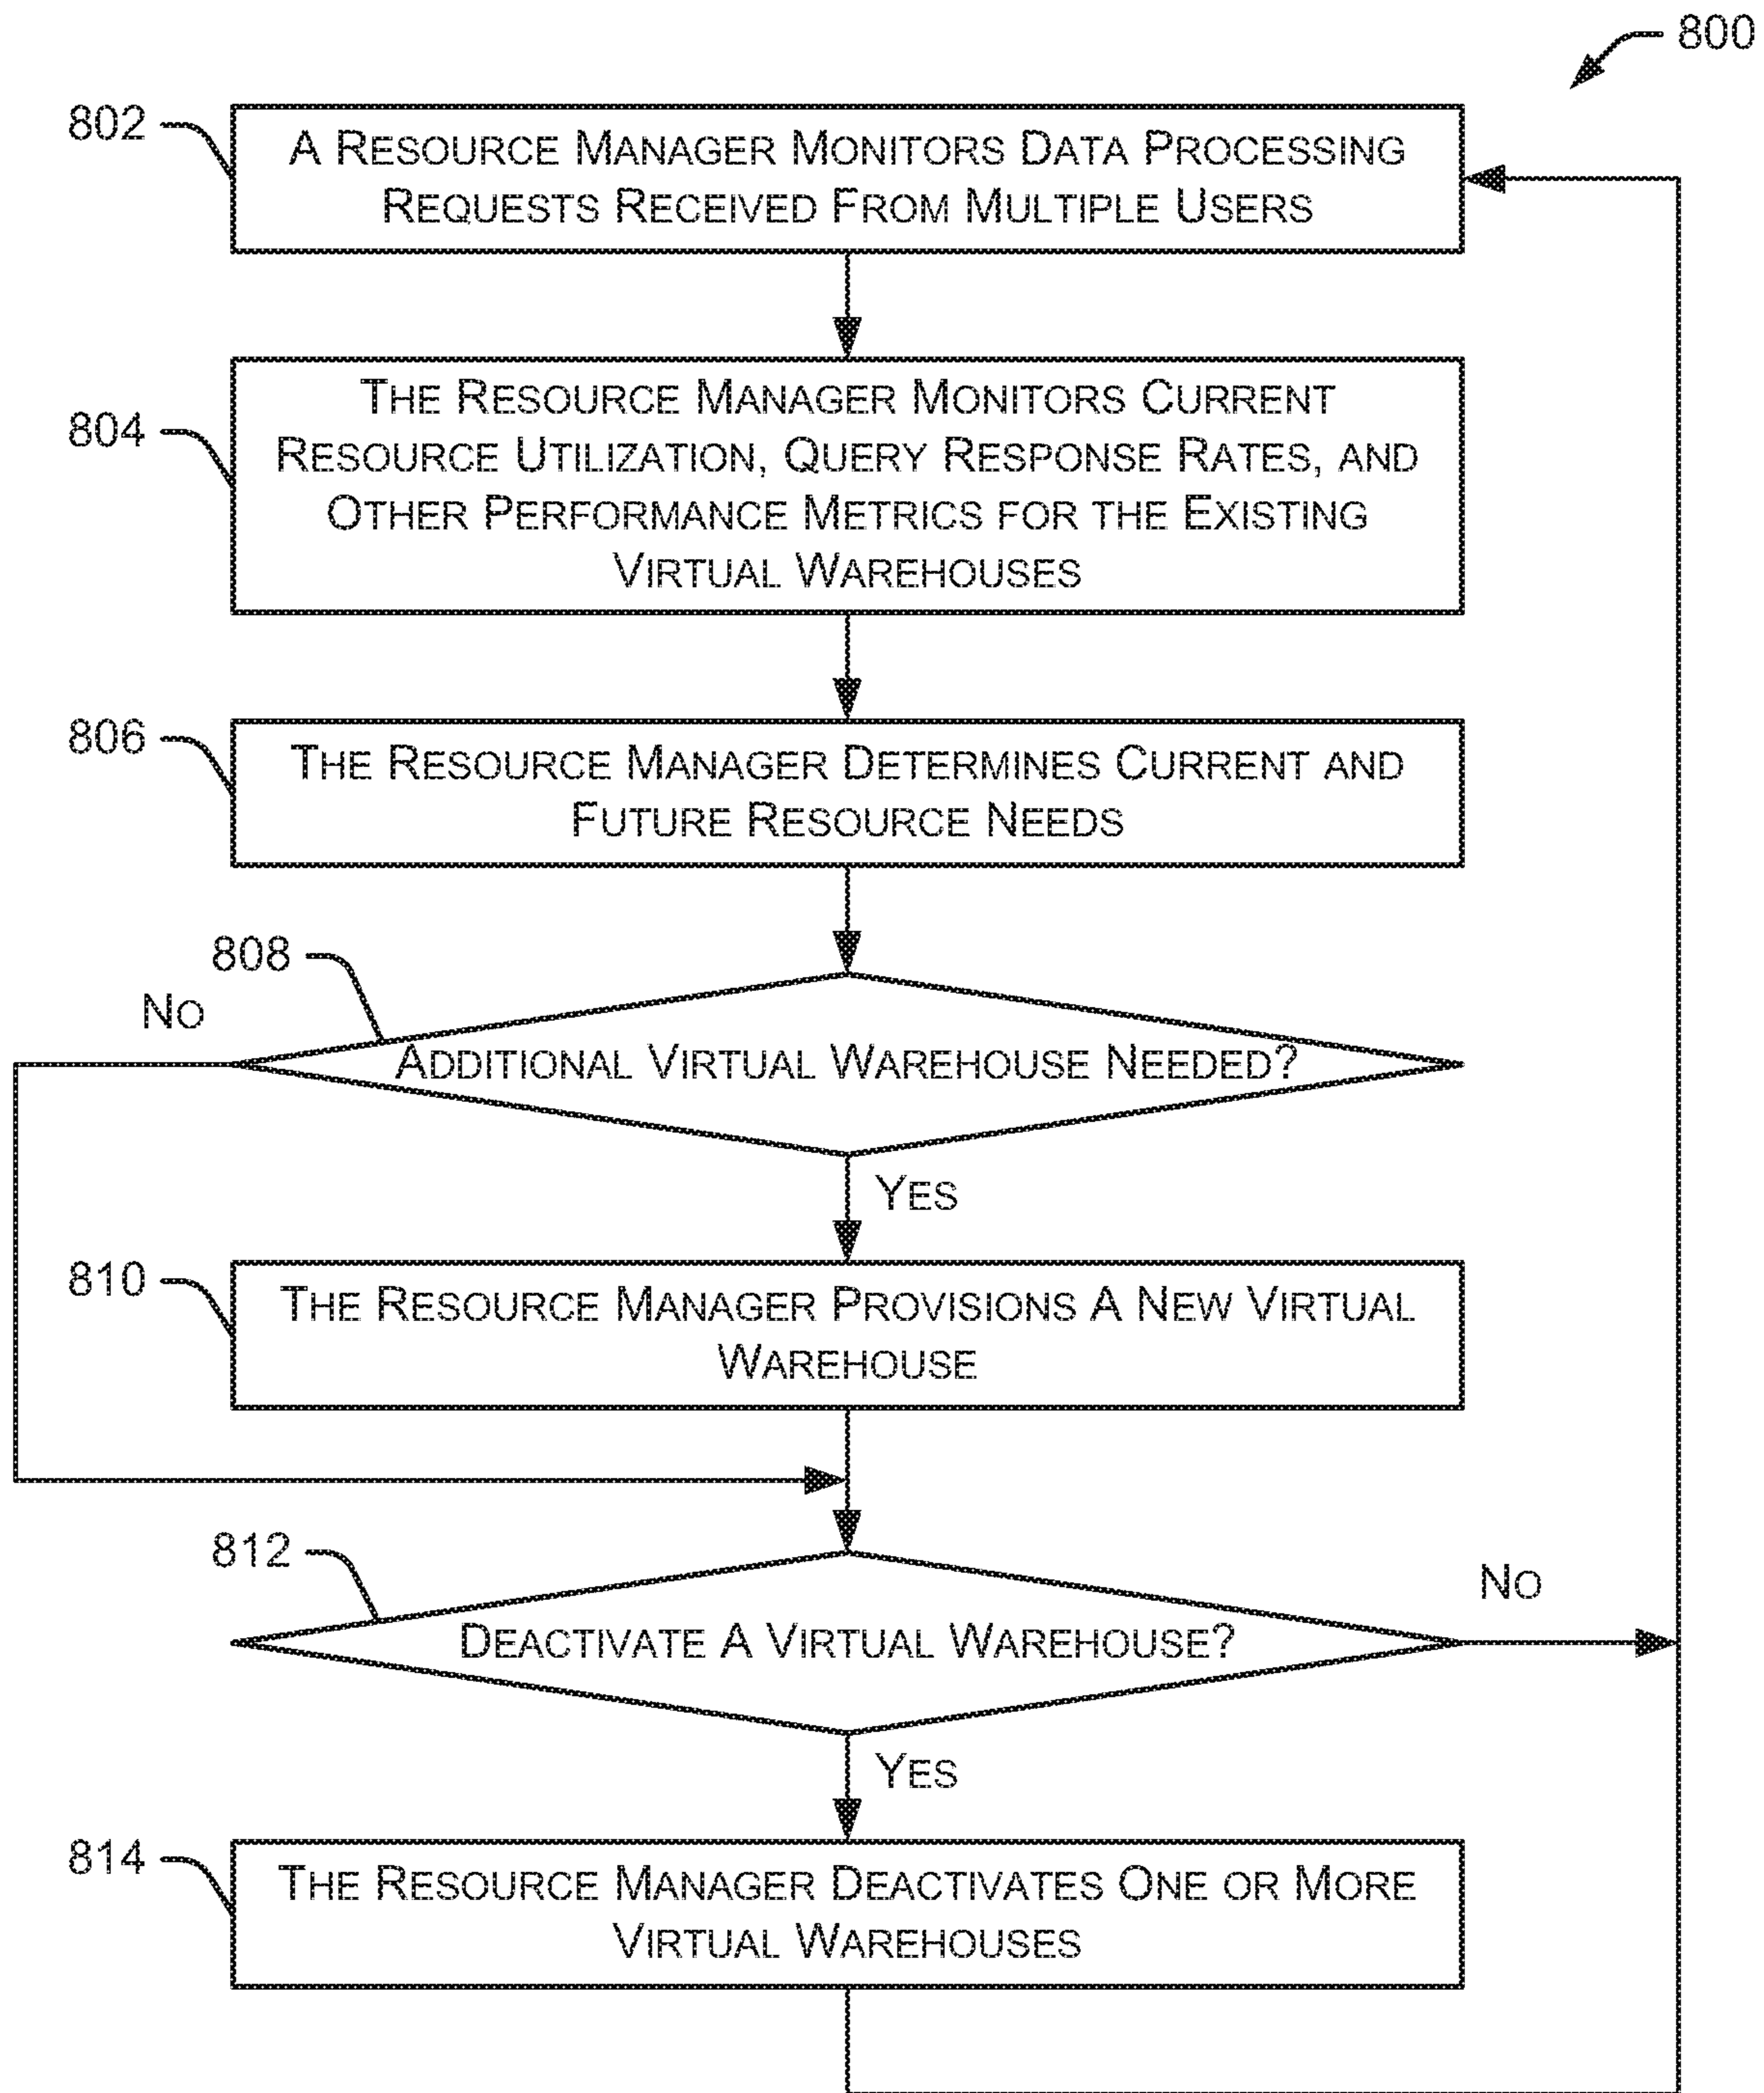 800
802
A RESOURCE MANAGER MONITORS DATA PROCESSING
REQUESTS RECEIVED FROM MULTIPLE USERS
804
THE RESOURCE MANAGER MONITORS CURRENT
RESOURCE UTILIZATION, QUERY RESPONSE RATES, AND
OTHER PERFORMANCE METRICS FOR THE EXISTING
VIRTUAL WAREHOUSES
806
THE RESOURCE MANAGER DETERMINES CURRENT AND
FUTURE RESOURCE NEEDS
808
NO
ADDITIONAL VIRTUAL WAREHOUSE NEEDED?
YES
810
THE RESOURCE MANAGER PROVISIONS A NEW VIRTUAL
WAREHOUSE
812
NO
DEACTIVATE A VIRTUAL WAREHOUSE?
YES
814
THE RESOURCE MANAGER DEACTIVATES ONE OR MORE
VIRTUAL WAREHOUSES